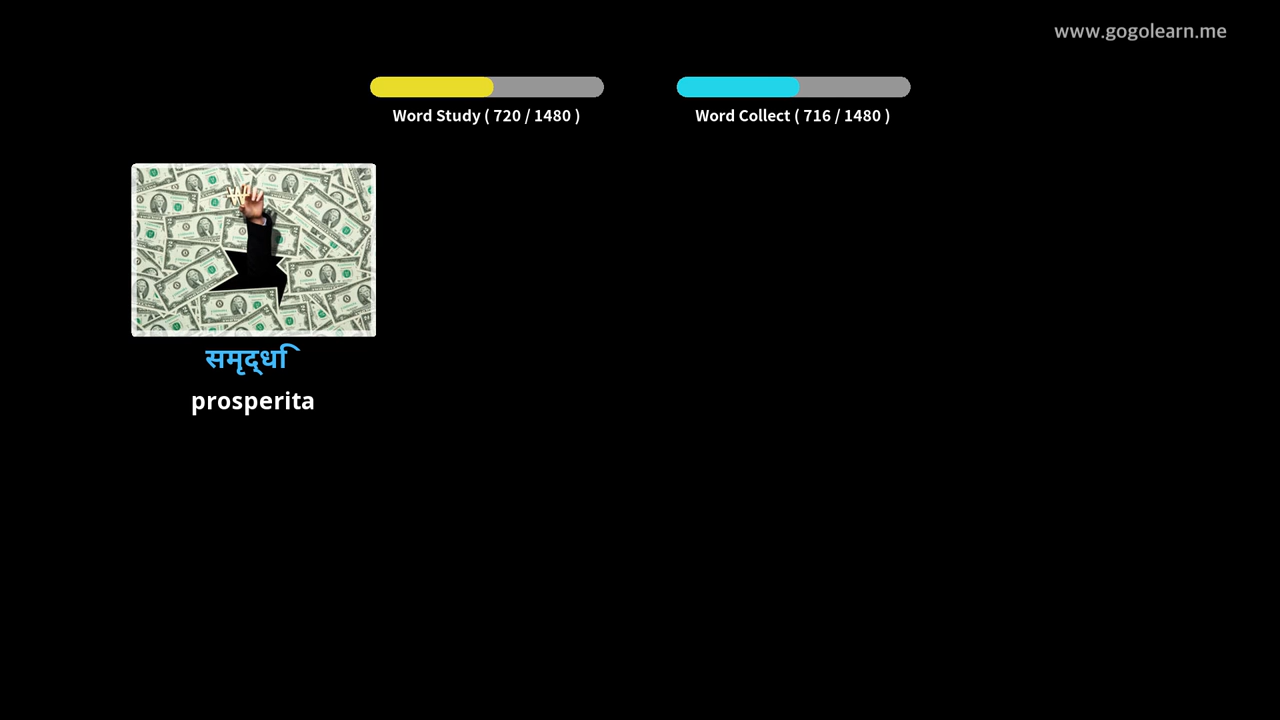 www.gogolearn.me
Word Study ( 720 / 1480 )
Word Collect ( 716 / 1480 )
समृद्धि
prosperita